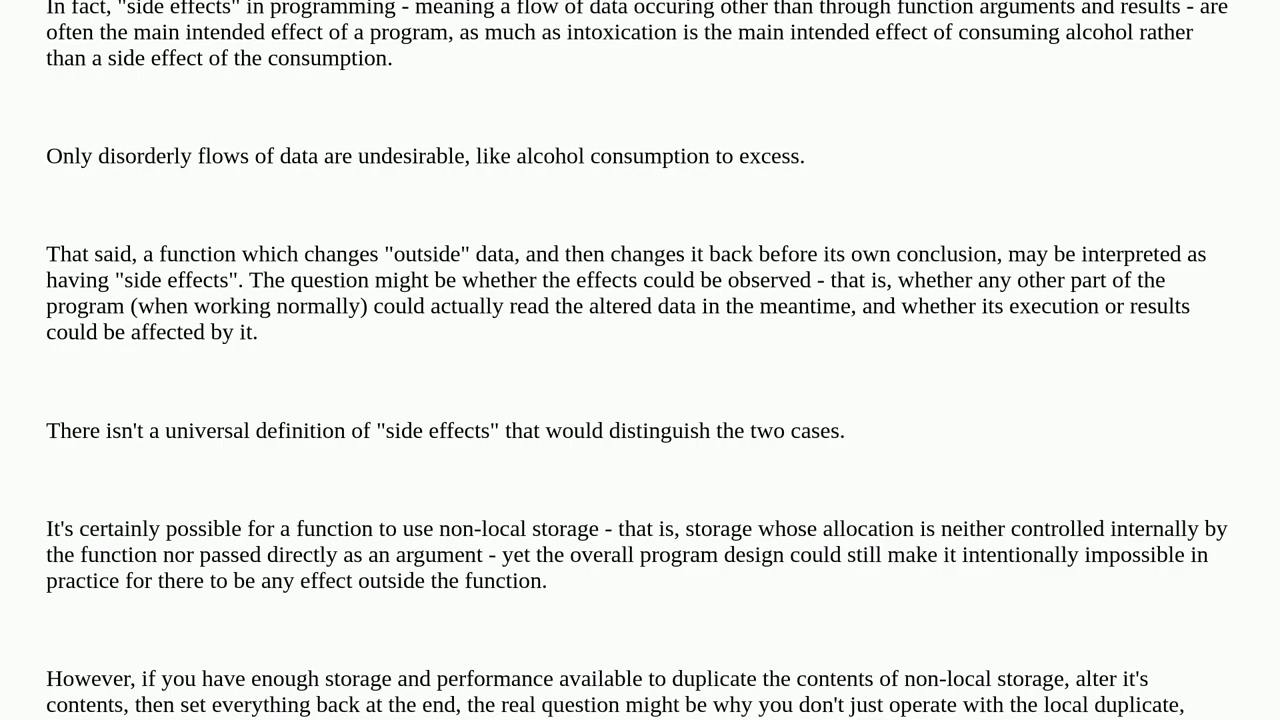 In fact, "side effects" in programming - meaning a flow of data occuring other than through function arguments and results - are
often the main intended effect of a program, as much as intoxication is the main intended effect of consuming alcohol rather
than a side effect of the consumption.
Only disorderly flows of data are undesirable, like alcohol consumption to excess.
That said, a function which changes "outside" data, and then changes it back before its own conclusion, may be interpreted as
having "side effects". The question might be whether the effects could be observed - that is, whether any other part of the
program (when working normally) could actually read the altered data in the meantime, and whether its execution or results
could be affected by it.
There isn't a universal definition of "side effects" that would distinguish the two cases.
It's certainly possible for a function to use non-local storage - that is, storage whose allocation is neither controlled internally by
the function nor passed directly as an argument - yet the overall program design could still make it intentionally impossible in
practice for there to be any effect outside the function.
However, if you have enough storage and performance available to duplicate the contents of non-local storage, alter it's
contents, then set everything back at the end, the real question might be why you don't just operate with the local duplicate,